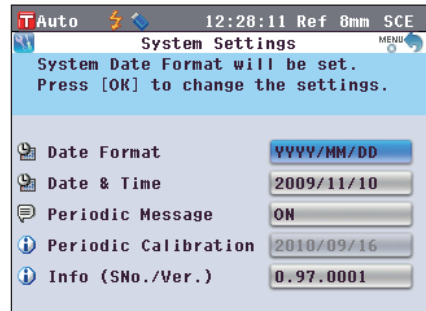 TAuto 12:28:11 Ref 8mm SCE
System Settings MENU
System Date Format will be set.
Press [OK] to change the settings.
Date Format YYYY/MM/DD
Date & Time 2009/11/10
Periodic Message ON
Periodic Calibration 2010/09/16
Info (SNo./Ver.) 0.97.0001